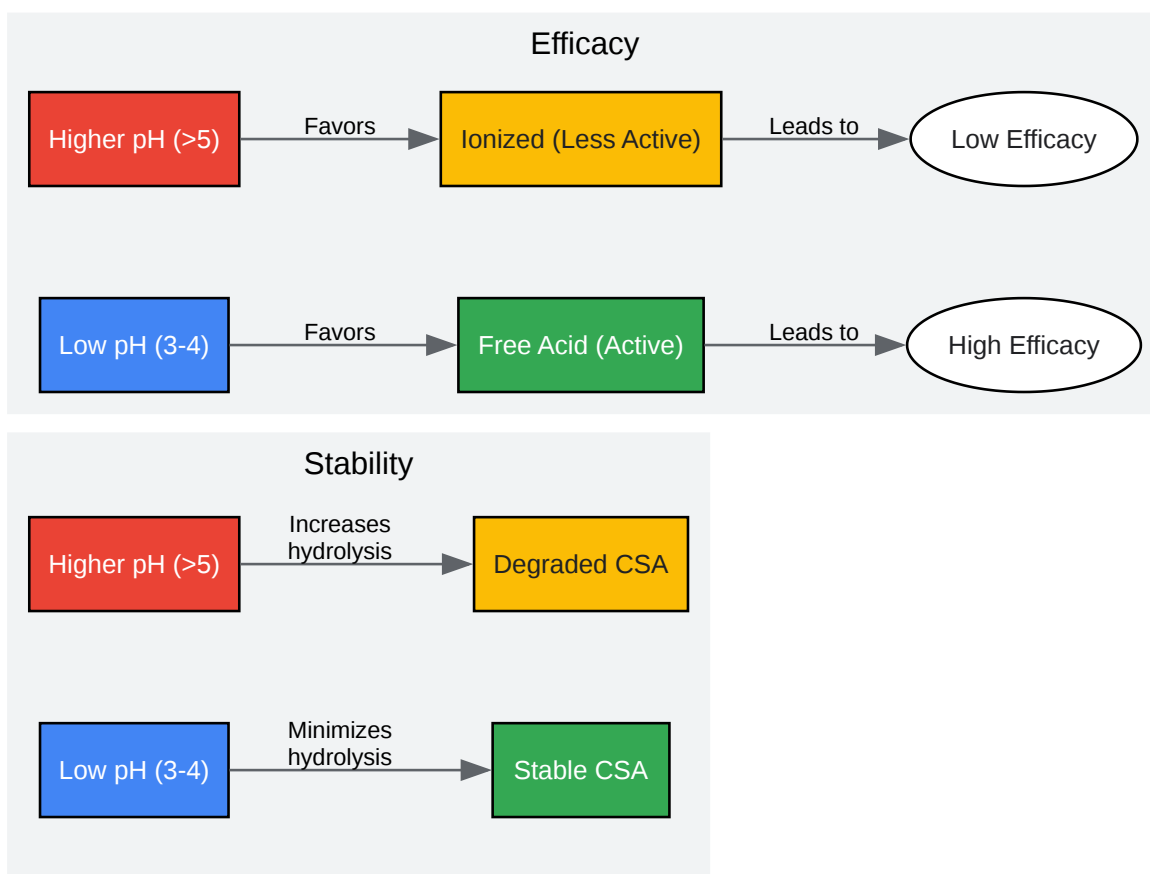 Efficacy
Higher pH (>5)
Favors
Ionized (Less Active)
Leads to
Low Efficacy
Low pH (3-4)
Favors
Free Acid (Active)
Leads to
High Efficacy
Stability
Higher pH (>5)
Increases
hydrolysis
Degraded CSA
Low pH (3-4)
Minimizes
hydrolysis
Stable CSA